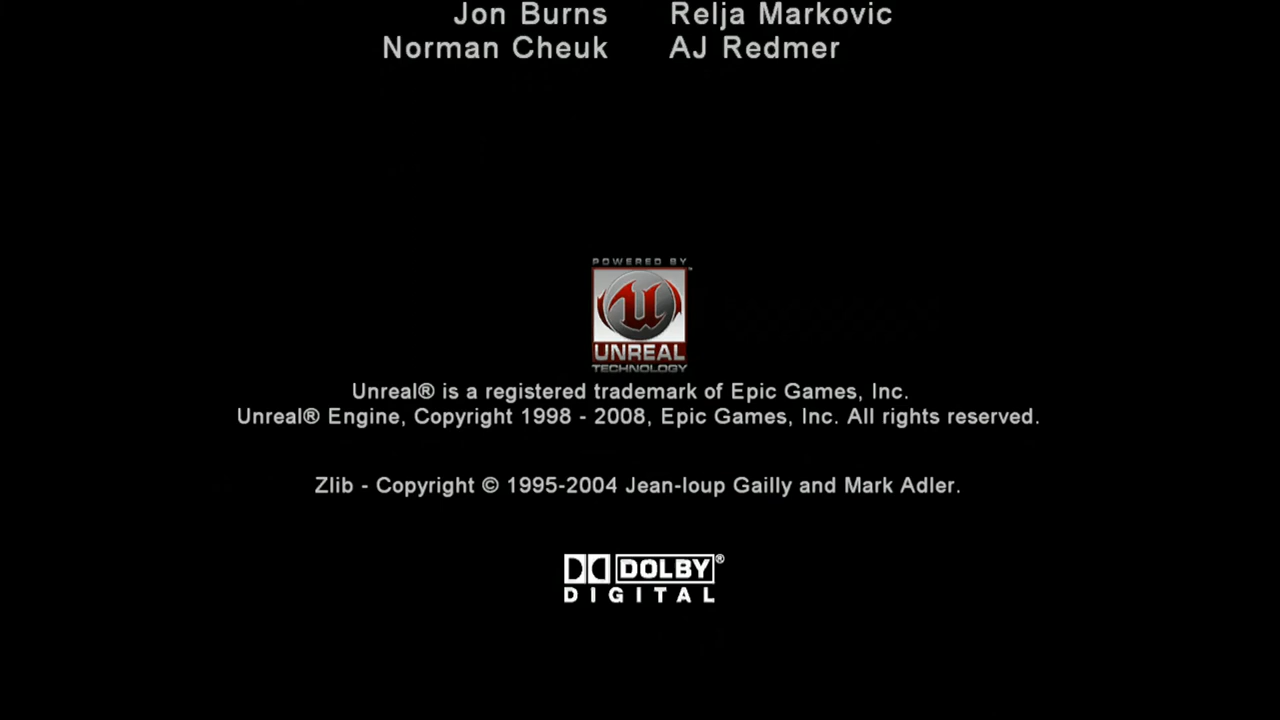 Jon Burns Relja Markovic
Norman Cheuk AJ Redmer
POWERED BY
UNREAL™
TECHNOLOGY
Unreal® is a registered trademark of Epic Games, Inc.
Unreal® Engine, Copyright 1998 - 2008, Epic Games, Inc. All rights reserved.
Zlib - Copyright © 1995-2004 Jean-loup Gailly and Mark Adler.
DOLBY®
DIGITAL